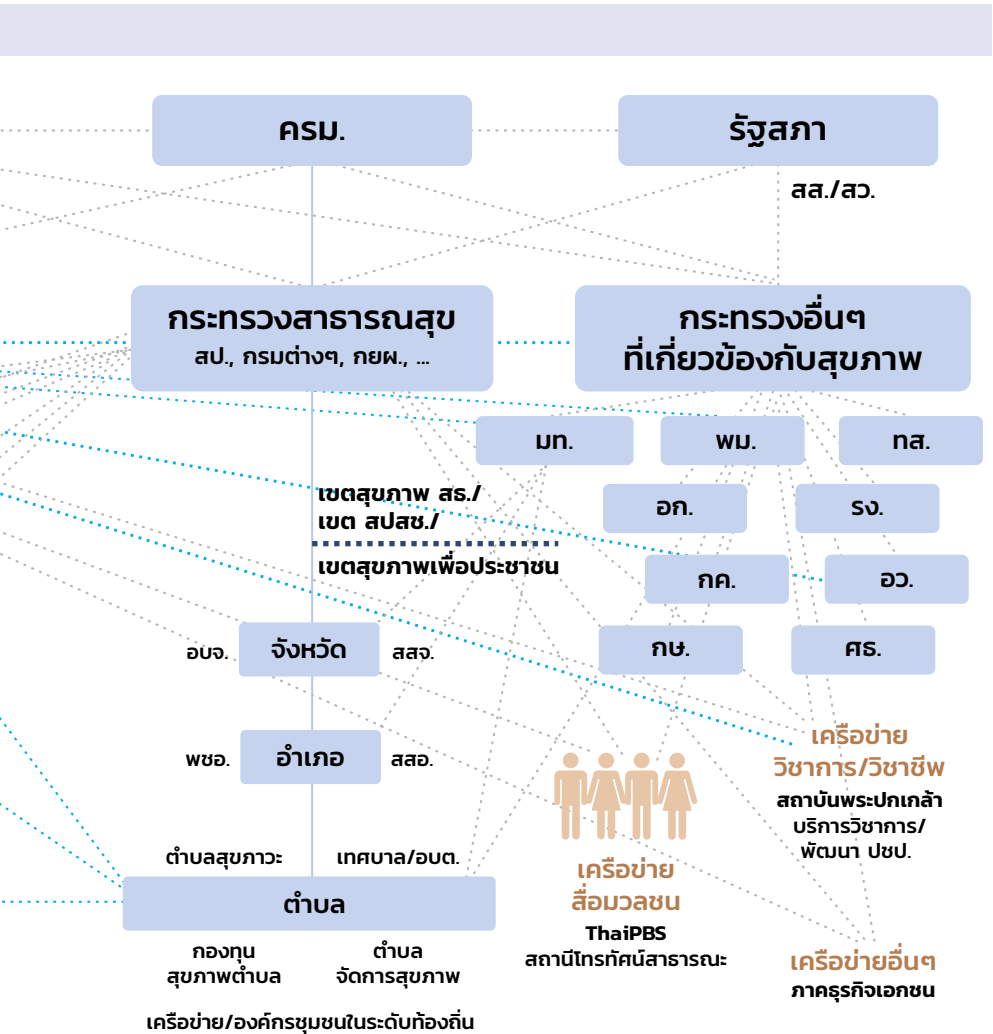 ครม.
รัฐสภา
สส./สว.
กระทรวงสาธารณสุข
สป., กรมต่างๆ, กยผ., ...
กระทรวงอื่นๆ
ที่เกี่ยวข้องกับสุขภาพ
มท.
พม.
ทส.
เขตสุขภาพ สธ./
เขต สปสช./
เขตสุขภาพเพื่อประชาชน
อก.
รง.
กค.
อว.
กษ.
ศธ.
อบจ.
จังหวัด
สสจ.
พชอ.
อำเภอ
สสอ.
ตำบลสุขภาวะ
เทศบาล/อบต.
ตำบล
กองทุน
สุขภาพตำบล
ตำบล
จัดการสุขภาพ
เครือข่าย/องค์กรชุมชนในระดับท้องถิ่น
เครือข่าย
สื่อมวลชน
ThaiPBS
สถานีโทรทัศน์สาธารณะ
เครือข่าย
วิชาการ/วิชาชีพ
สถาบันพระปกเกล้า
บริการวิชาการ/
พัฒนา ปชป.
เครือข่ายอื่นๆ
ภาคธุรกิจเอกชน